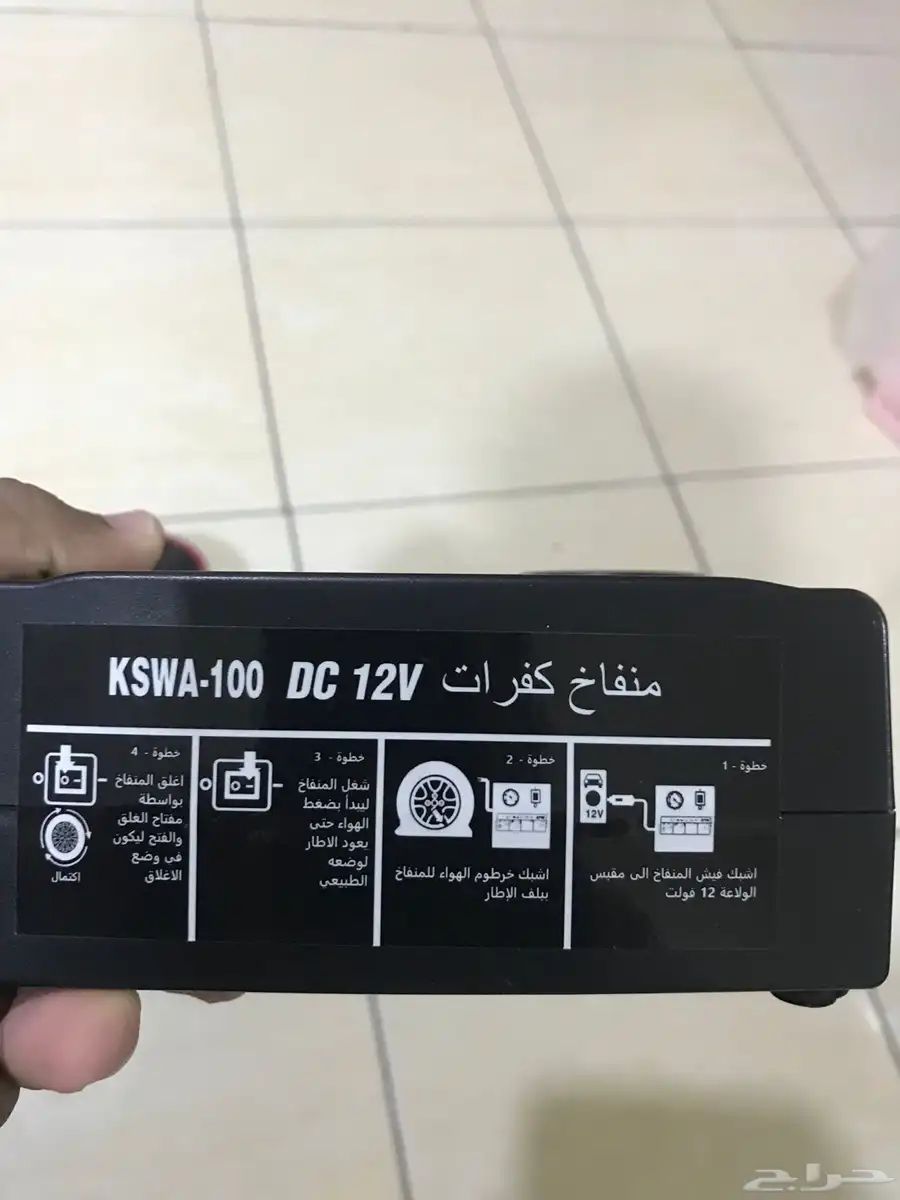 منفاخ كفرات KSWA-100 DC 12V
خطوة - 1
12V
اشبك فيش المنفاخ الى مقبس
الولاعة 12 فولت
خطوة - 2
اشبك خرطوم الهواء للمنفاخ
ببلف الإطار
خطوة - 3
شغل المنفاخ
ليبدأ بضغط
الهواء حتى
يعود الاطار
لوضعه
الطبيعي
خطوة - 4
اغلق المنفاخ
بواسطة
مفتاح الغلق
والفتح ليكون
في وضع
الاغلاق
اكتمال
حراج